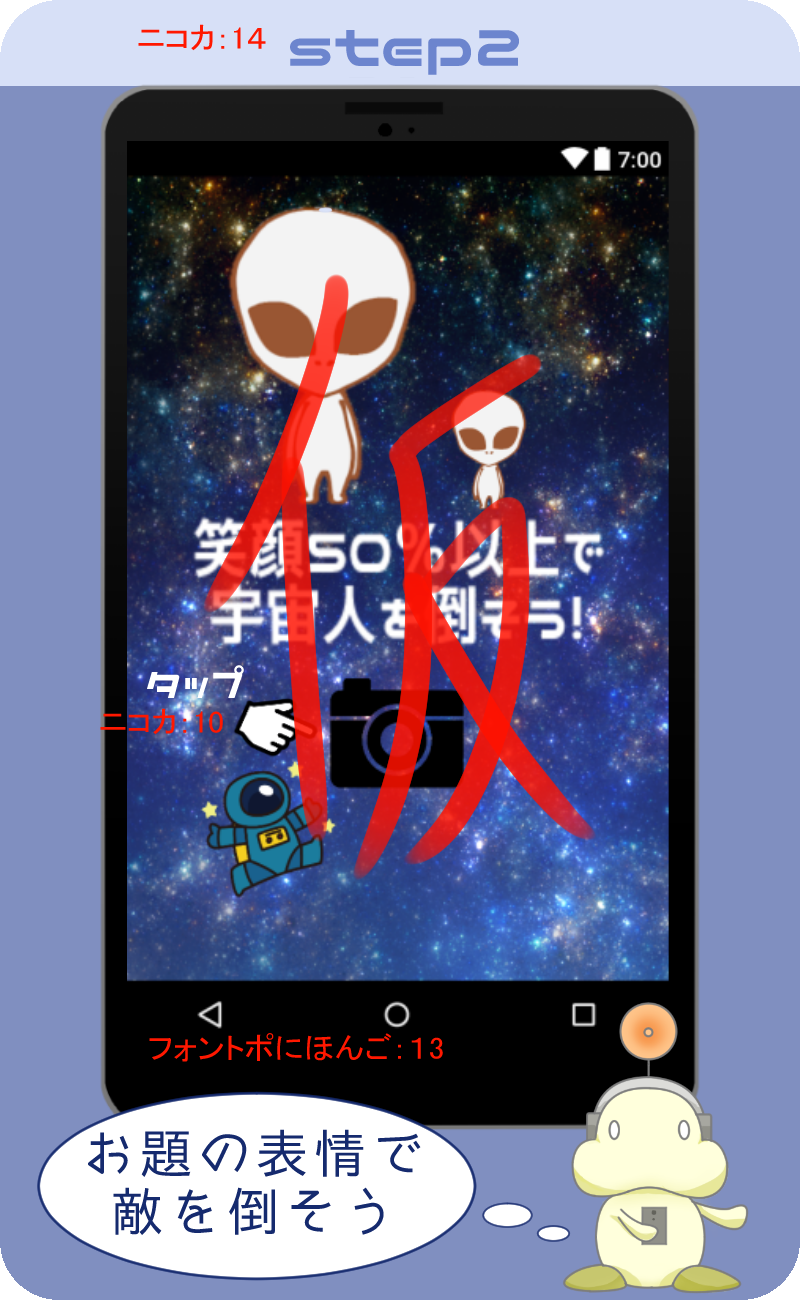 ニコカ:14
step2
7:00
仮
笑顔50%以上で
宇宙人を倒そう!
タップ
ニコカ:10
フォントポにほんご:13
お題の表情で
敵を倒そう